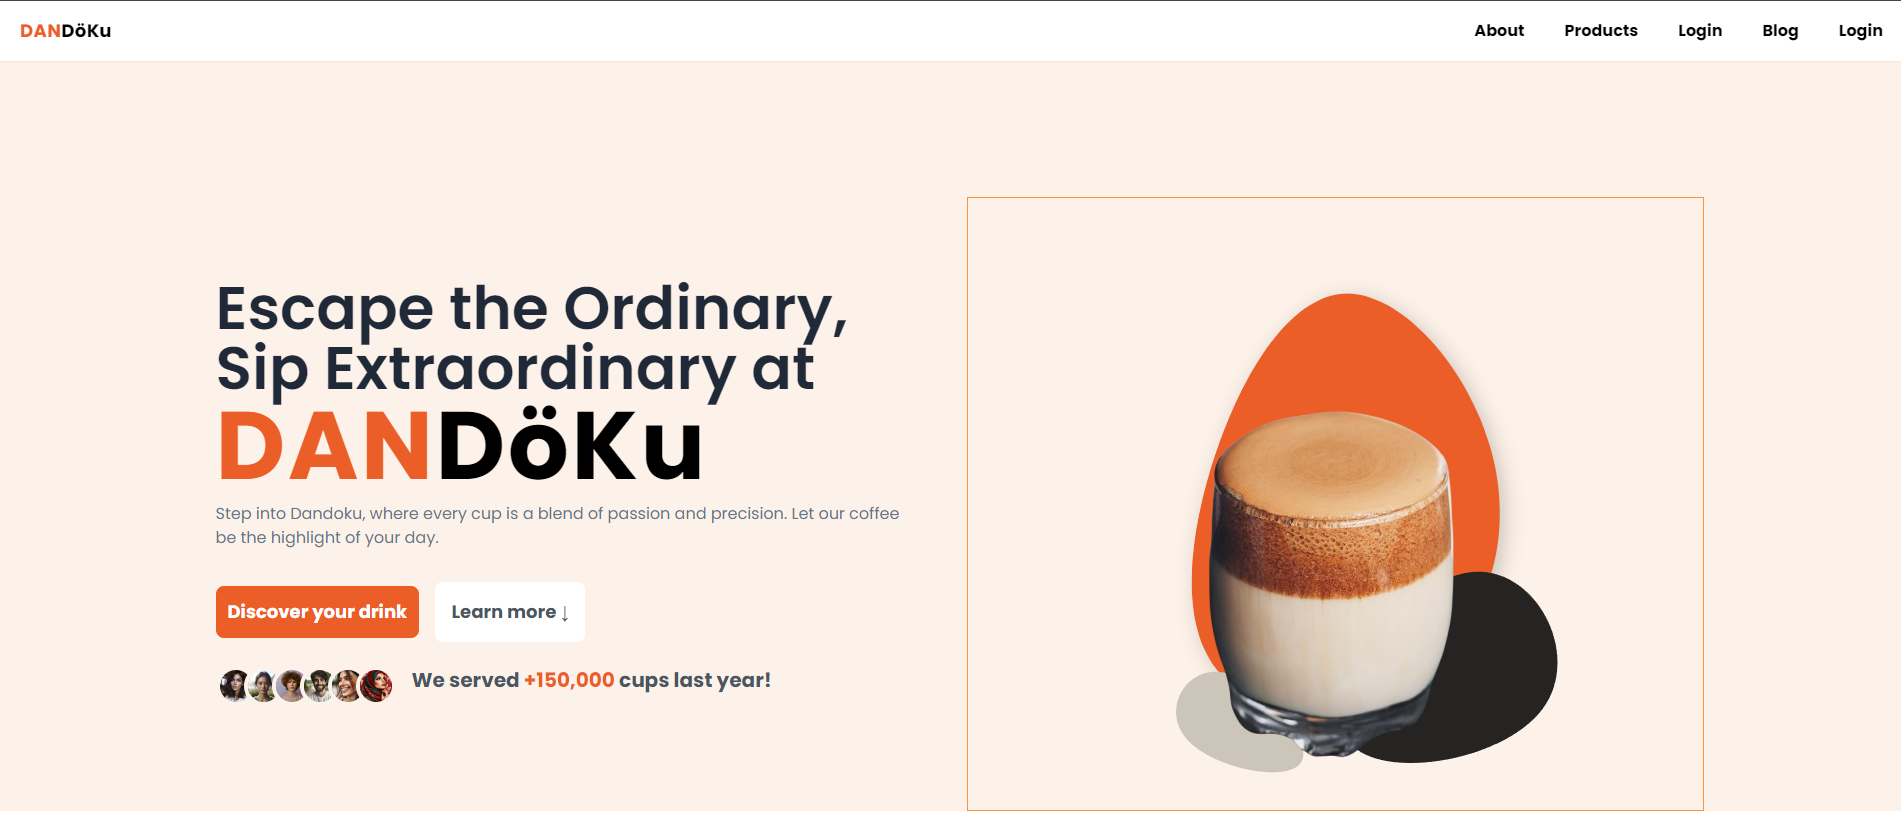 DANDöKu
About Products Login Blog Login
Escape the Ordinary,
Sip Extraordinary at
DANDöKu
Step into Dandoku, where every cup is a blend of passion and precision. Let our coffee
be the highlight of your day.
Discover your drink
Learn more ↓
We served +150,000 cups last year!